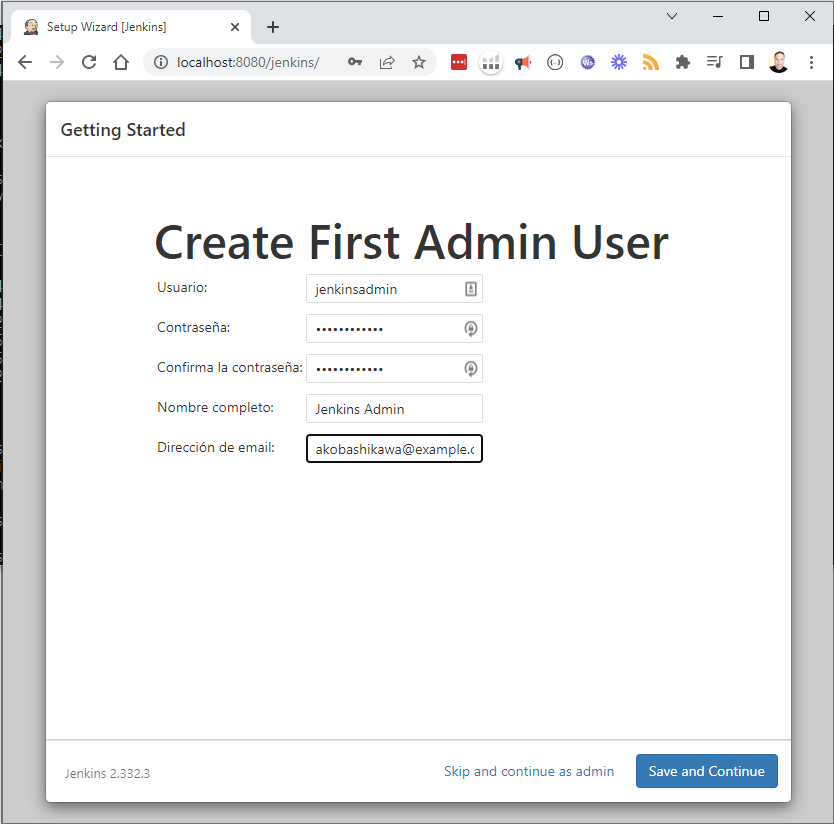 Setup Wizard [Jenkins]
localhost:8080/jenkins/
Getting Started
Create First Admin User
Usuario:
jenkinsadmin
Contraseña:
••••••••••••
Confirma la contraseña:
••••••••••••
Nombre completo:
Jenkins Admin
Dirección de email:
akobashikawa@example.c
Jenkins 2.332.3
Skip and continue as admin
Save and Continue